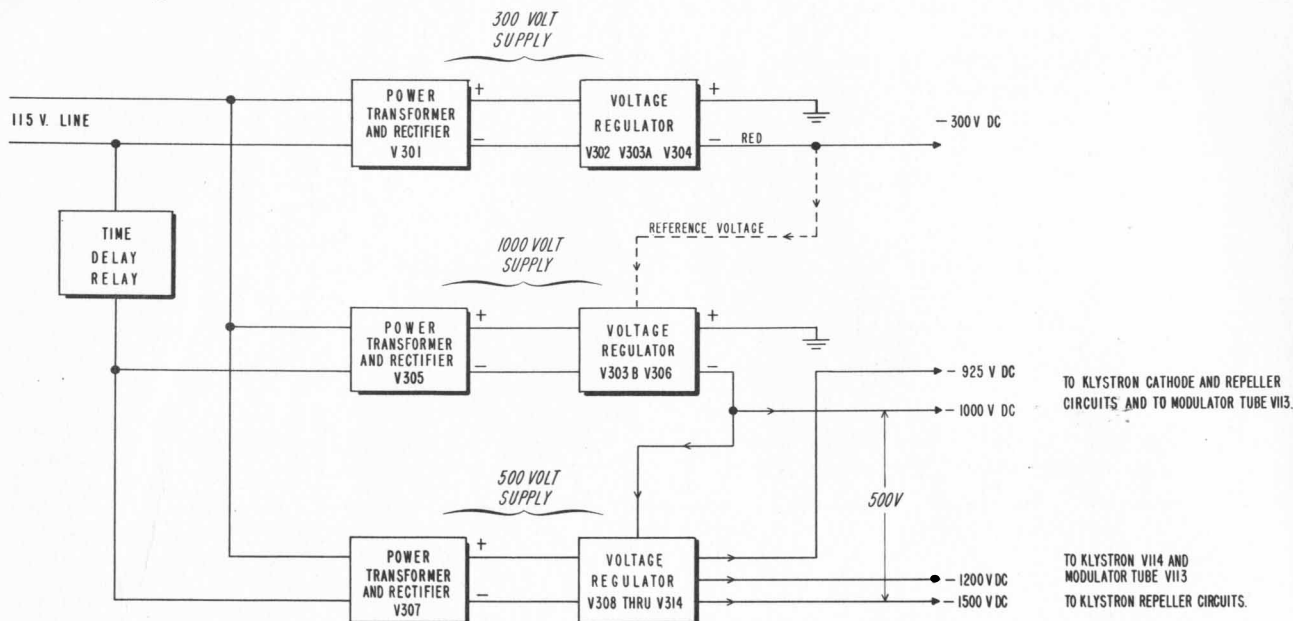 300 VOLT
SUPPLY
115 V. LINE
POWER
TRANSFORMER
AND RECTIFIER
V301
+
−
VOLTAGE
REGULATOR
V302 V303A V304
+
−
RED
− 300 V DC
TIME
DELAY
RELAY
REFERENCE VOLTAGE
1000 VOLT
SUPPLY
POWER
TRANSFORMER
AND RECTIFIER
V305
+
−
VOLTAGE
REGULATOR
V303 B V306
+
−
− 925 V DC
− 1000 V DC
TO KLYSTRON CATHODE AND REPELLER
CIRCUITS AND TO MODULATOR TUBE V113.
500 VOLT
SUPPLY
500V
POWER
TRANSFORMER
AND RECTIFIER
V307
+
−
VOLTAGE
REGULATOR
V308 THRU V314
− 1200 V DC
− 1500 V DC
TO KLYSTRON V114 AND
MODULATOR TUBE V113
TO KLYSTRON REPELLER CIRCUITS.